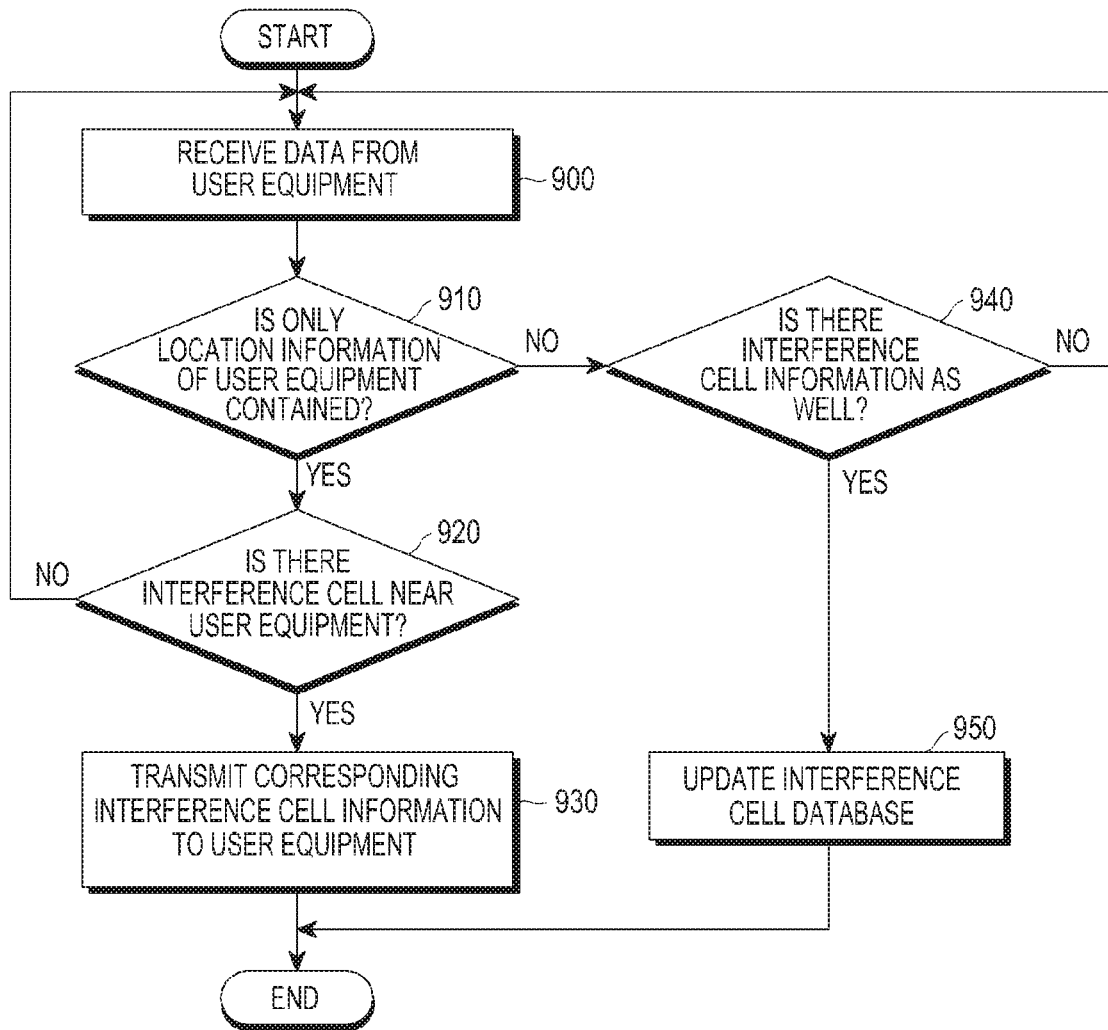 START
RECEIVE DATA FROM
USER EQUIPMENT
900
910
IS ONLY
LOCATION INFORMATION
OF USER EQUIPMENT
CONTAINED?
NO
940
IS THERE
INTERFERENCE
CELL INFORMATION AS
WELL?
NO
YES
YES
920
IS THERE
INTERFERENCE CELL NEAR
USER EQUIPMENT?
NO
YES
930
TRANSMIT CORRESPONDING
INTERFERENCE CELL INFORMATION
TO USER EQUIPMENT
950
UPDATE INTERFERENCE
CELL DATABASE
END